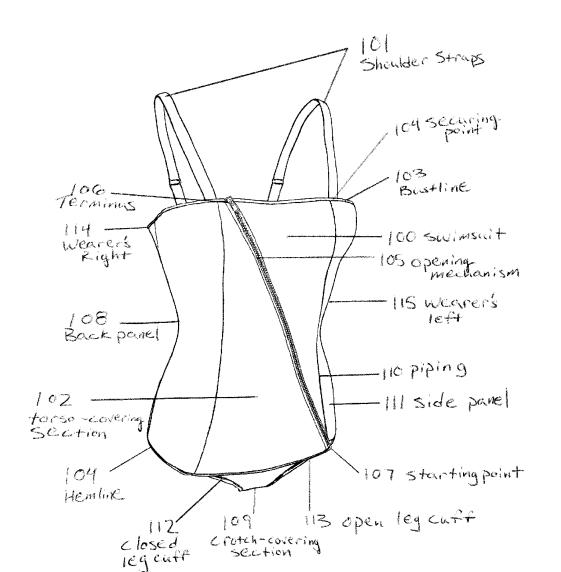 101
Shoulder Straps
104 securing
point
103
Bustline
106
Terminus
114
Wearer's
Right
100 swimsuit
105 opening
mechanism
115 wearer's
left
108
Back panel
110 piping
102
torso-covering
section
111 side panel
104
Hemline
107 starting point
112
closed
leg cuff
109
Crotch-covering
section
113 open leg cuff